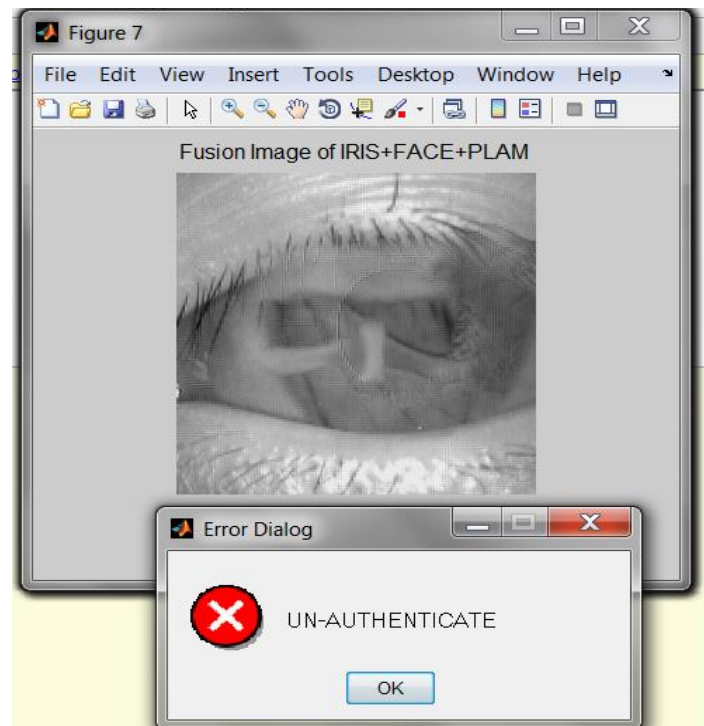 Figure 7
File Edit View Insert Tools Desktop Window Help
Fusion Image of IRIS+FACE+PLAM
Error Dialog
UN-AUTHENTICATE
OK